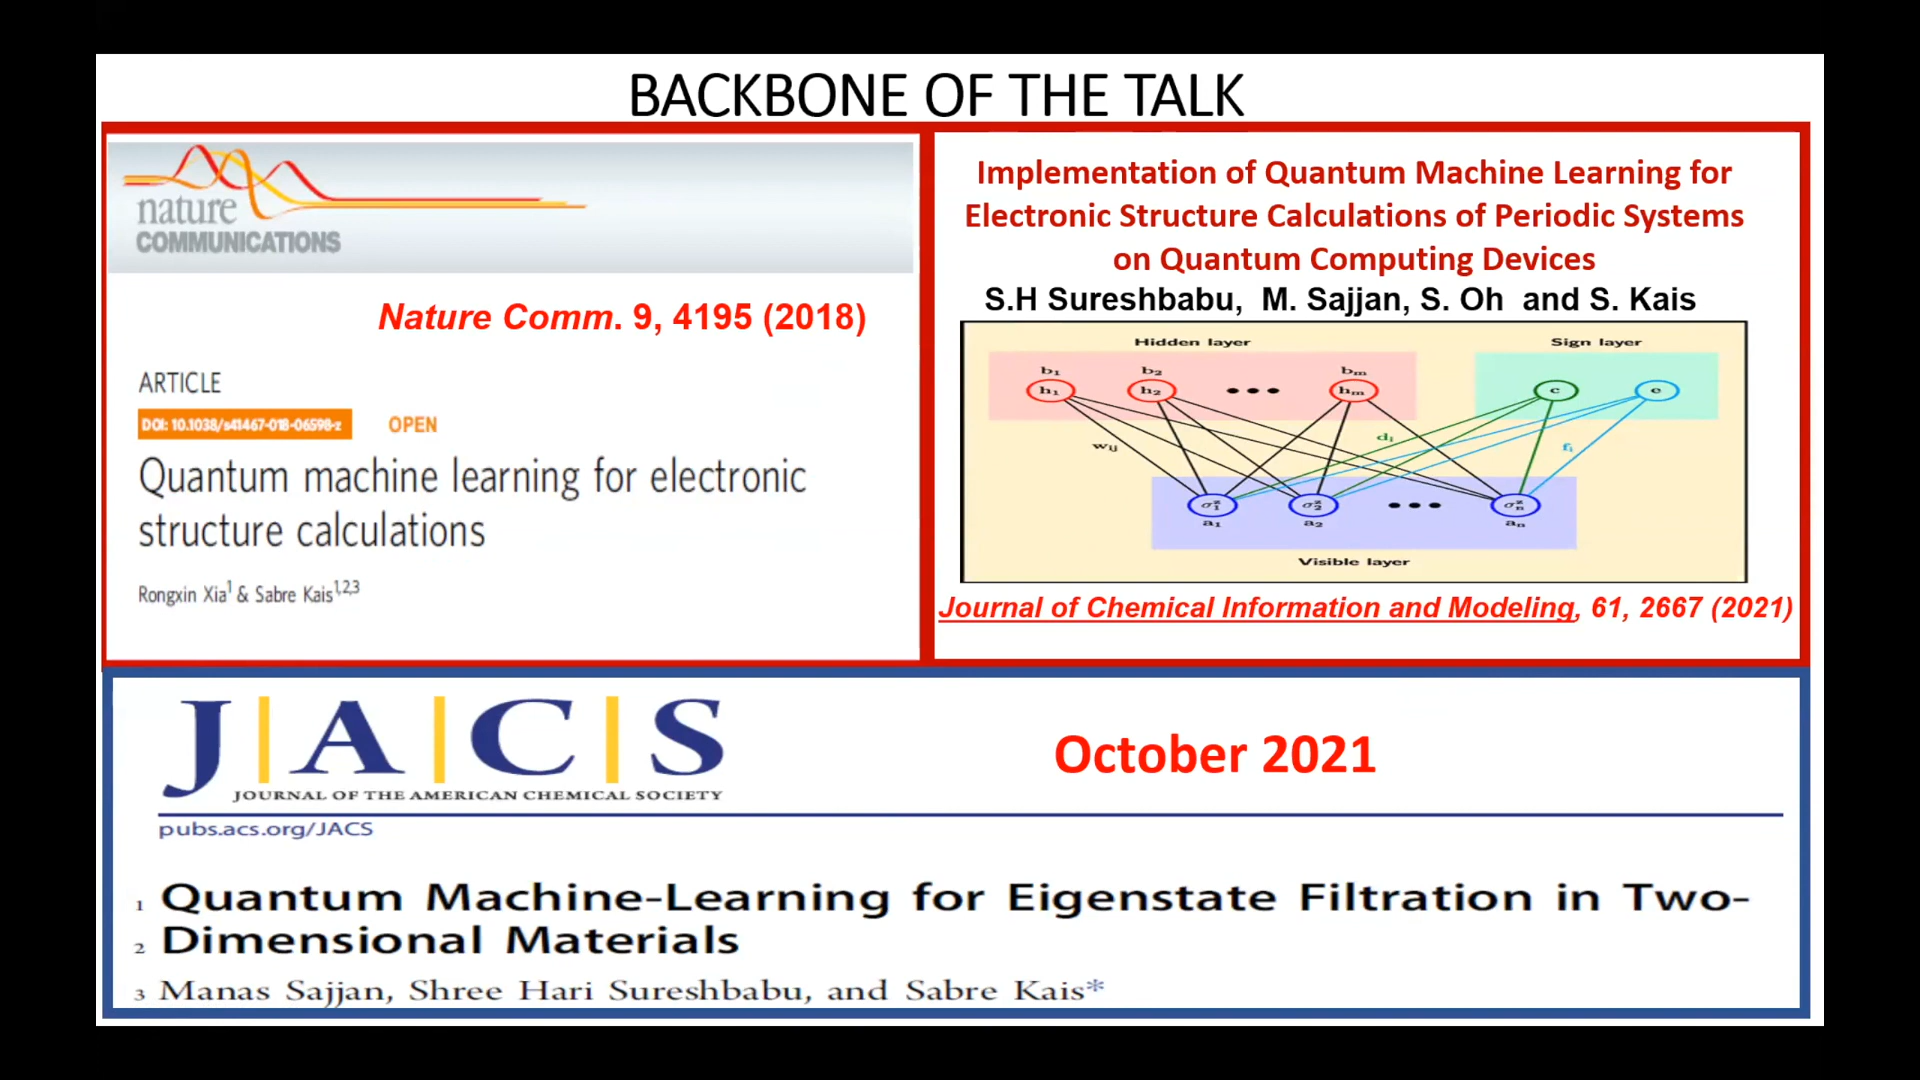 BACKBONE OF THE TALK
nature
COMMUNICATIONS
Nature Comm. 9, 4195 (2018)
ARTICLE
DOI: 10.1038/s41467-018-06598-z
OPEN
Quantum machine learning for electronic
structure calculations
Rongxin Xia¹ & Sabre Kais¹,²,³
Implementation of Quantum Machine Learning for
Electronic Structure Calculations of Periodic Systems
on Quantum Computing Devices
S.H Sureshbabu, M. Sajjan, S. Oh and S. Kais
Hidden layer
Sign layer
b₁ b₂ bₘ
h₁ h₂ ••• hₘ c e
wᵢⱼ dᵢ fᵢ
σ₁ᶻ σ₂ᶻ ••• σₙᶻ
a₁ a₂ aₙ
Visible layer
Journal of Chemical Information and Modeling, 61, 2667 (2021)
J|A|C|S
JOURNAL OF THE AMERICAN CHEMICAL SOCIETY
October 2021
pubs.acs.org/JACS
1 Quantum Machine-Learning for Eigenstate Filtration in Two-
2 Dimensional Materials
3 Manas Sajjan, Shree Hari Sureshbabu, and Sabre Kais*